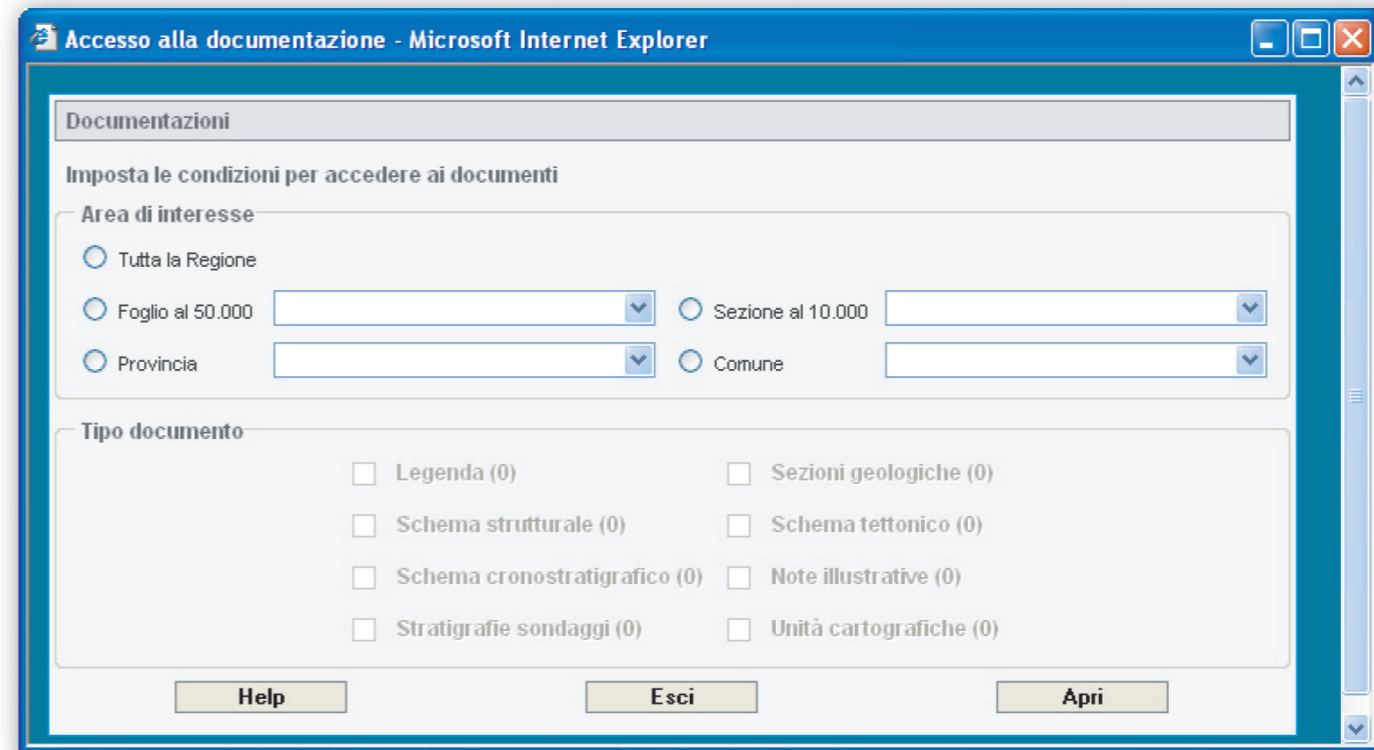 Accesso alla documentazione - Microsoft Internet Explorer
Documentazioni
Imposta le condizioni per accedere ai documenti
Area di interesse
Tutta la Regione
Foglio al 50.000 Sezione al 10.000
Provincia Comune
Tipo documento
Legenda (0) Sezioni geologiche (0)
Schema strutturale (0) Schema tettonico (0)
Schema cronostratigrafico (0) Note illustrative (0)
Stratigrafie sondaggi (0) Unità cartografiche (0)
Help Esci Apri